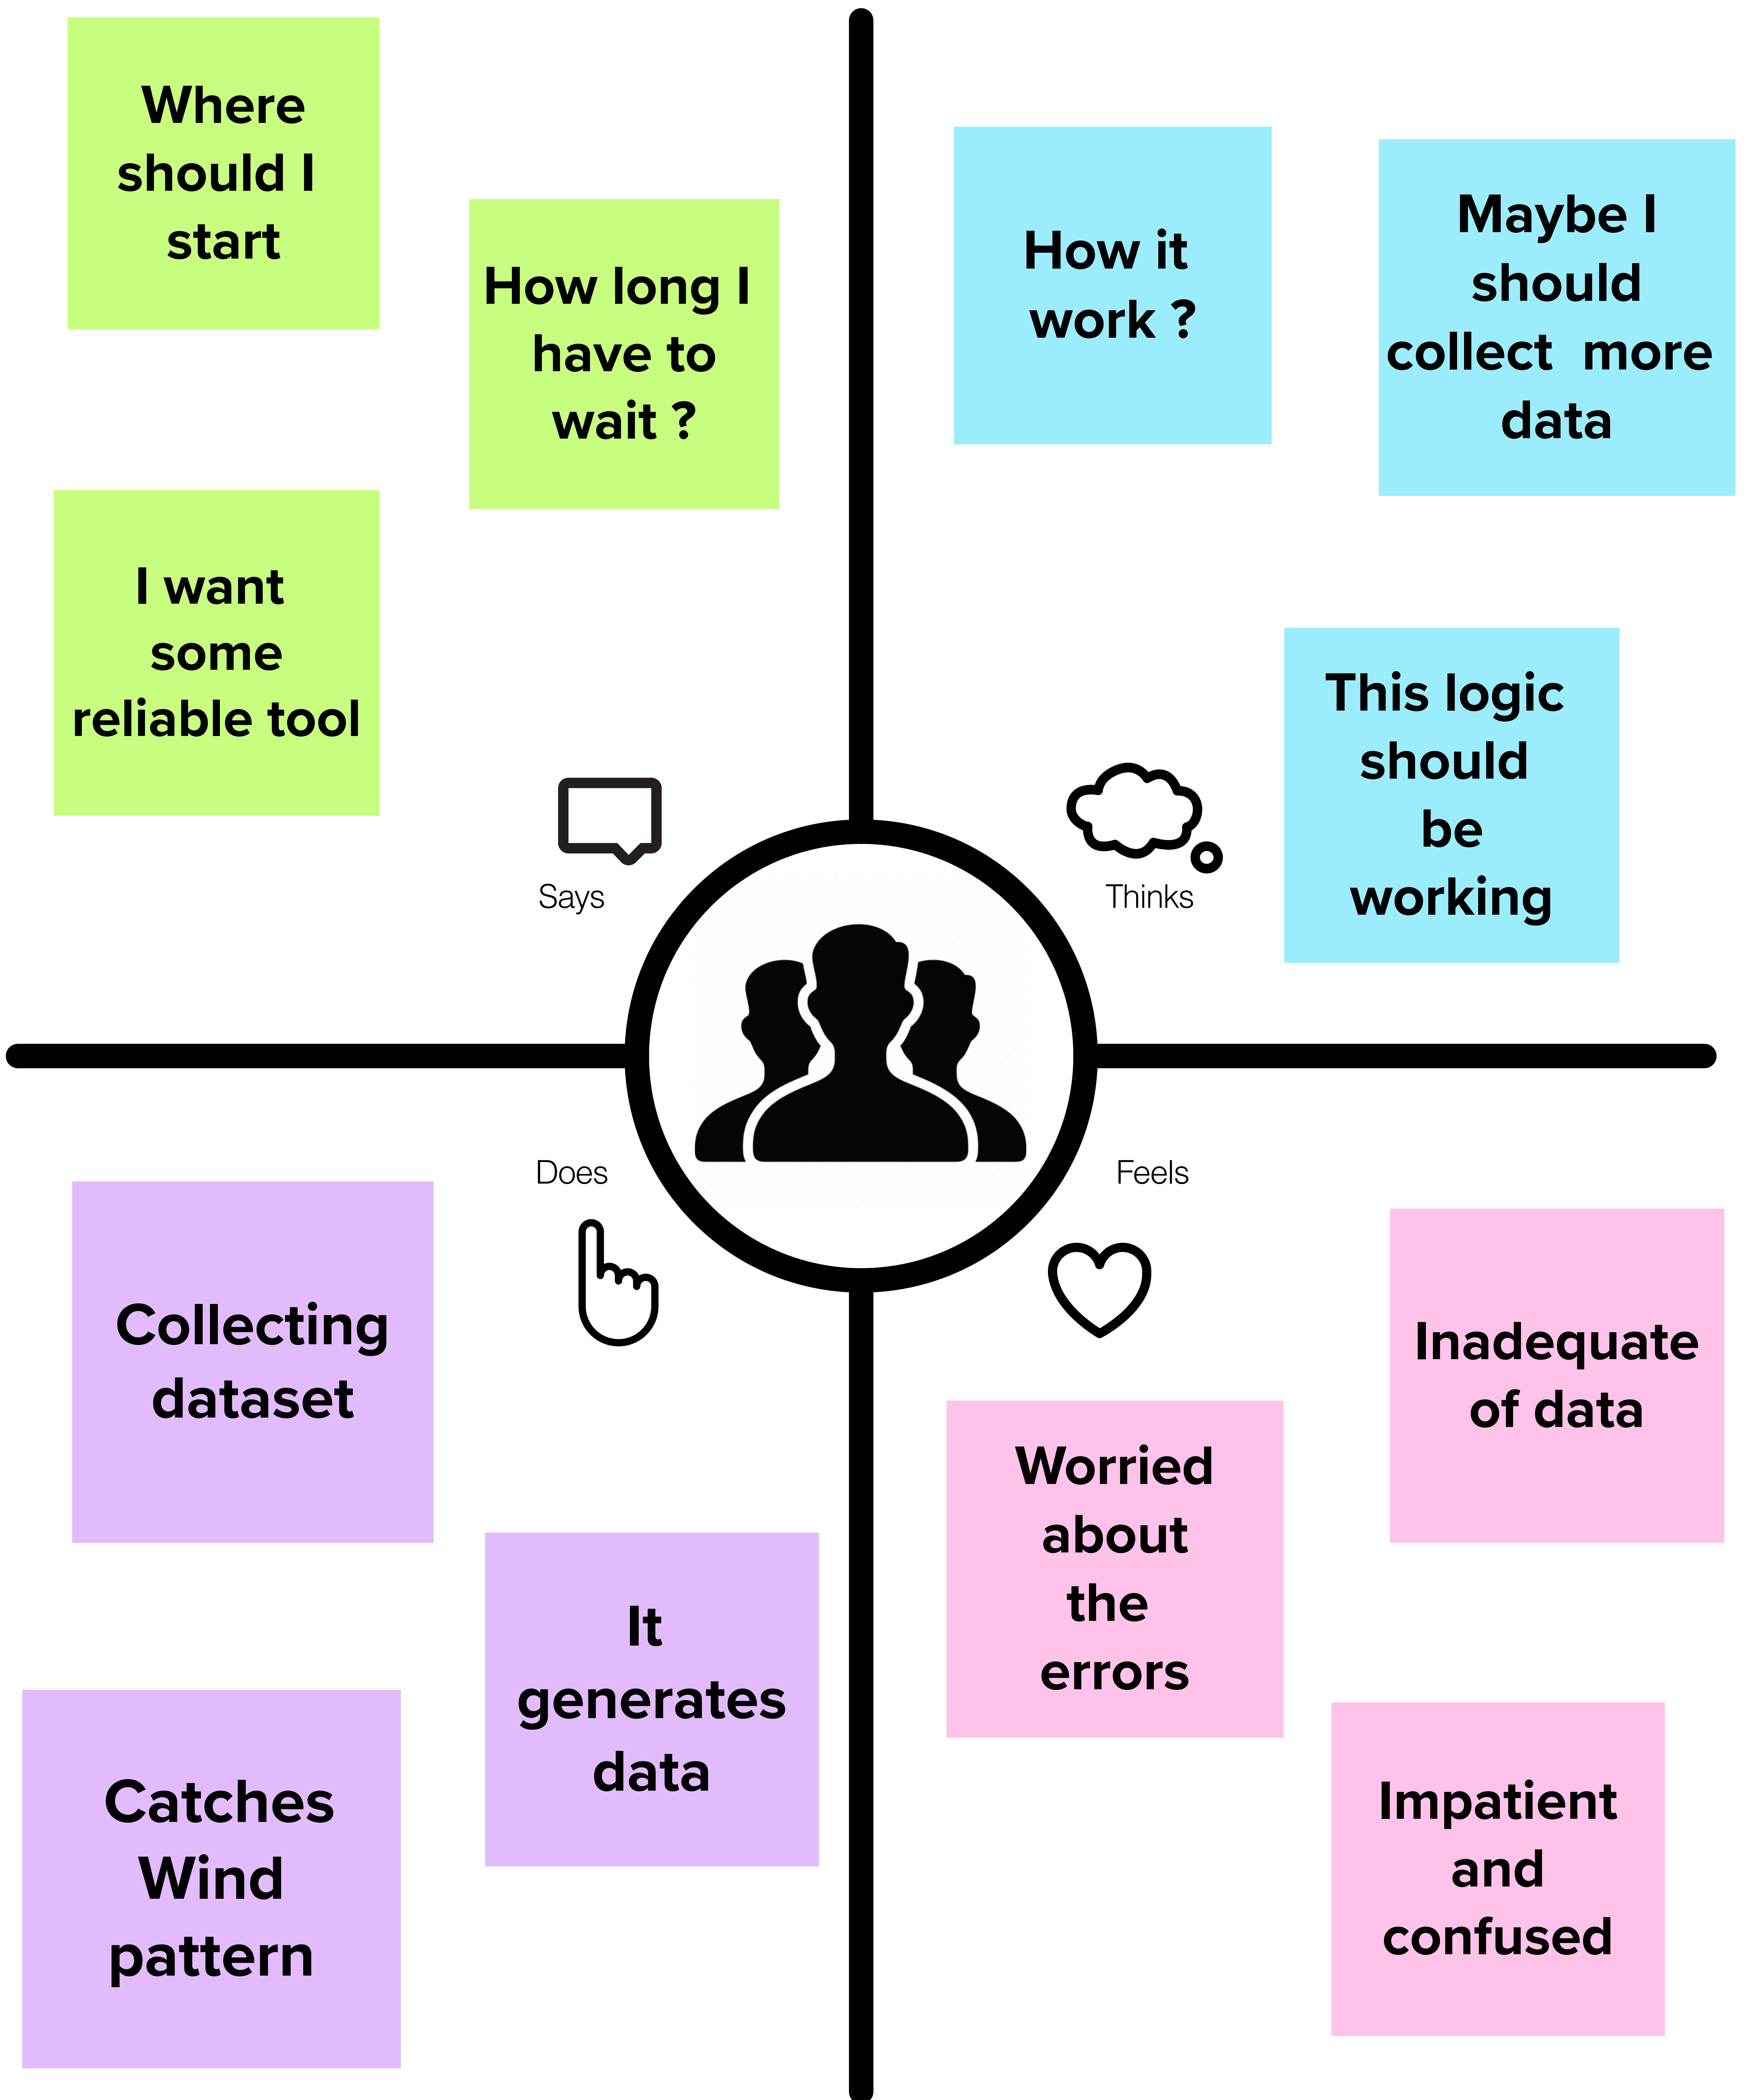 Where
should I
start
How long I
have to
wait ?
I want
some
reliable tool
Says
How it
work ?
Maybe I
should
collect  more
data
This logic
should
be
working
Thinks
Does
Collecting
dataset
It
generates
data
Catches
Wind
pattern
Feels
Inadequate
of data
Worried
about
the
errors
Impatient
and
confused